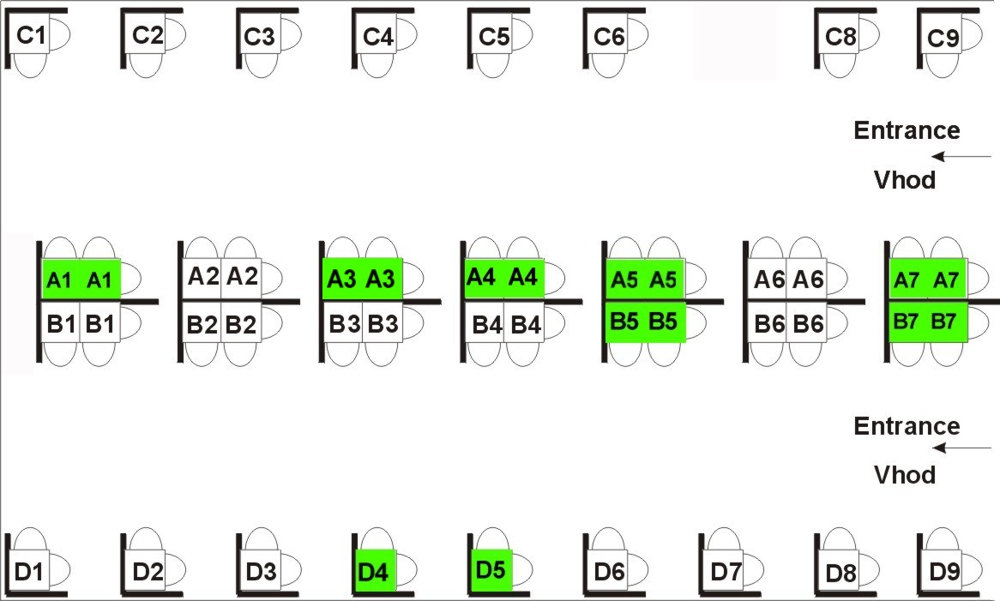 C1 C2 C3 C4 C5 C6 C8 C9
Entrance
Vhod
A1 A1 A2 A2 A3 A3 A4 A4 A5 A5 A6 A6 A7 A7
B1 B1 B2 B2 B3 B3 B4 B4 B5 B5 B6 B6 B7 B7
Entrance
Vhod
D1 D2 D3 D4 D5 D6 D7 D8 D9